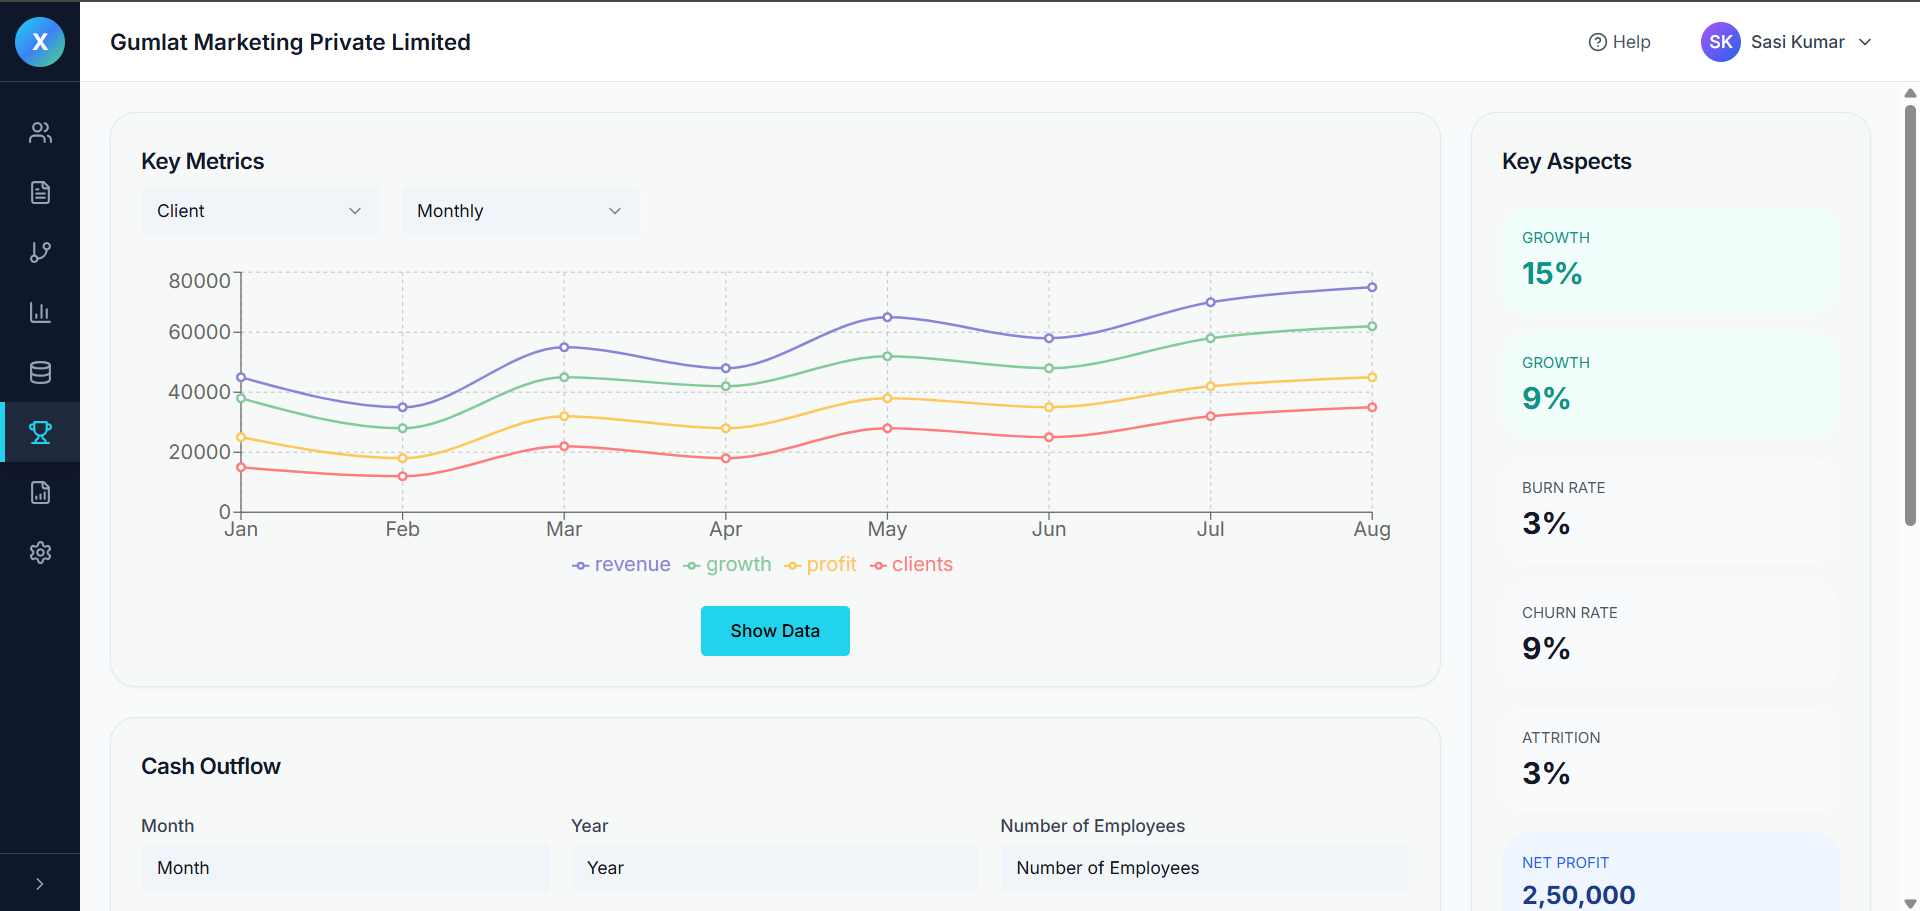 X
Gumlat Marketing Private Limited
Help
SK
Sasi Kumar
Key Metrics
Client
Monthly
80000
60000
40000
20000
0
Jan Feb Mar Apr May Jun Jul Aug
revenue growth profit clients
Show Data
Cash Outflow
Month
Year
Number of Employees
Month
Year
Number of Employees
Key Aspects
GROWTH
15%
GROWTH
9%
BURN RATE
3%
CHURN RATE
9%
ATTRITION
3%
NET PROFIT
2,50,000